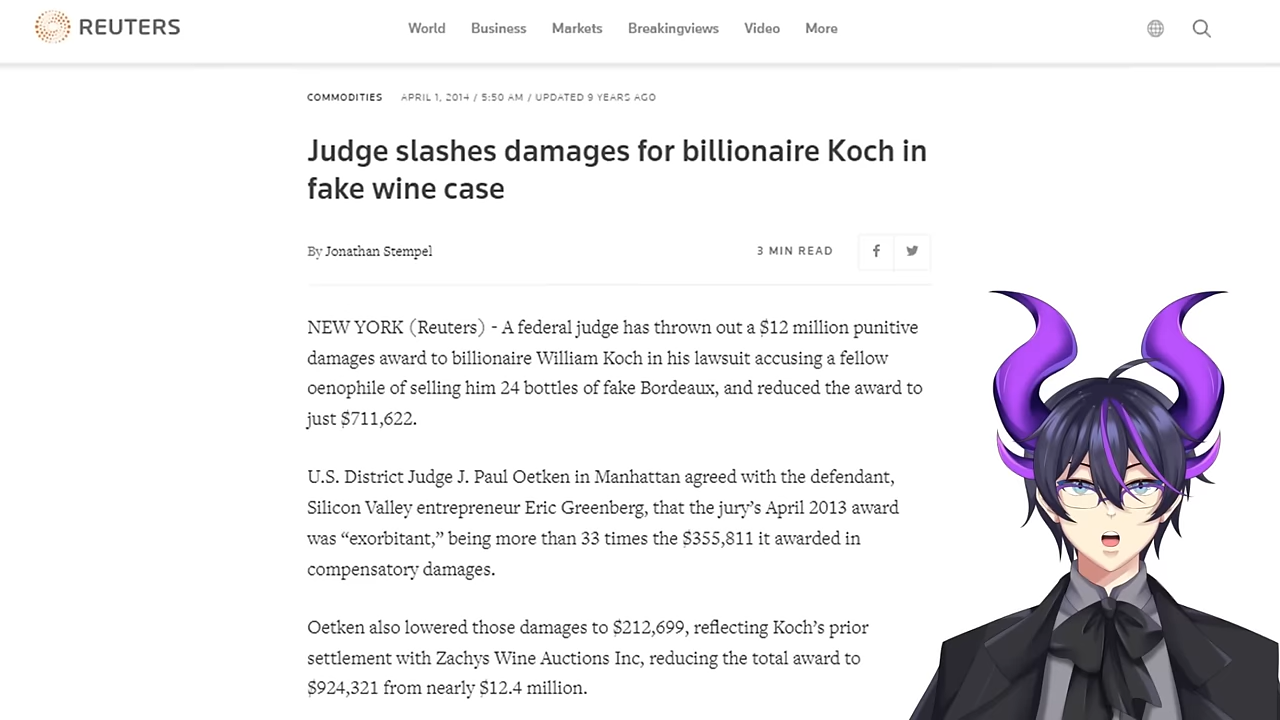 REUTERS
World Business Markets Breakingviews Video More
COMMODITIES APRIL 1, 2014 / 5:50 AM / UPDATED 9 YEARS AGO
Judge slashes damages for billionaire Koch in
fake wine case
By Jonathan Stempel
3 MIN READ
NEW YORK (Reuters) - A federal judge has thrown out a $12 million punitive
damages award to billionaire William Koch in his lawsuit accusing a fellow
oenophile of selling him 24 bottles of fake Bordeaux, and reduced the award to
just $711,622.
U.S. District Judge J. Paul Oetken in Manhattan agreed with the defendant,
Silicon Valley entrepreneur Eric Greenberg, that the jury’s April 2013 award
was “exorbitant,” being more than 33 times the $355,811 it awarded in
compensatory damages.
Oetken also lowered those damages to $212,699, reflecting Koch’s prior
settlement with Zachys Wine Auctions Inc, reducing the total award to
$924,321 from nearly $12.4 million.